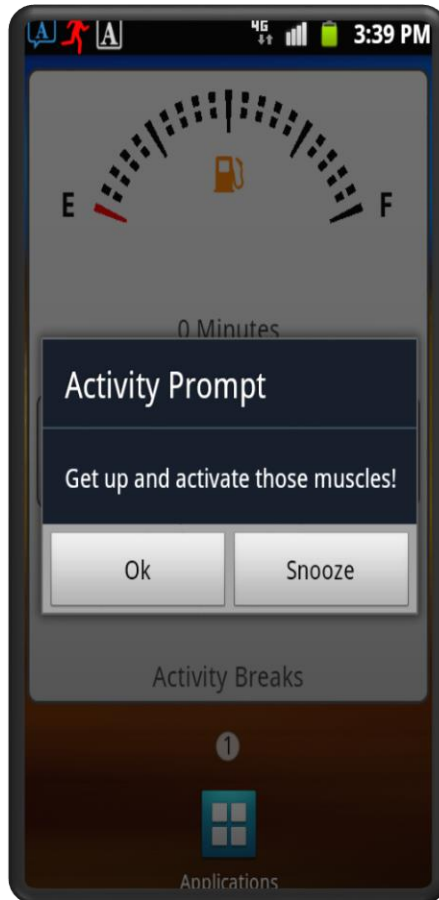 A A 4G 3:39 PM
E F
0 Minutes
Activity Prompt
Get up and activate those muscles!
Ok Snooze
Activity Breaks
1
Applications